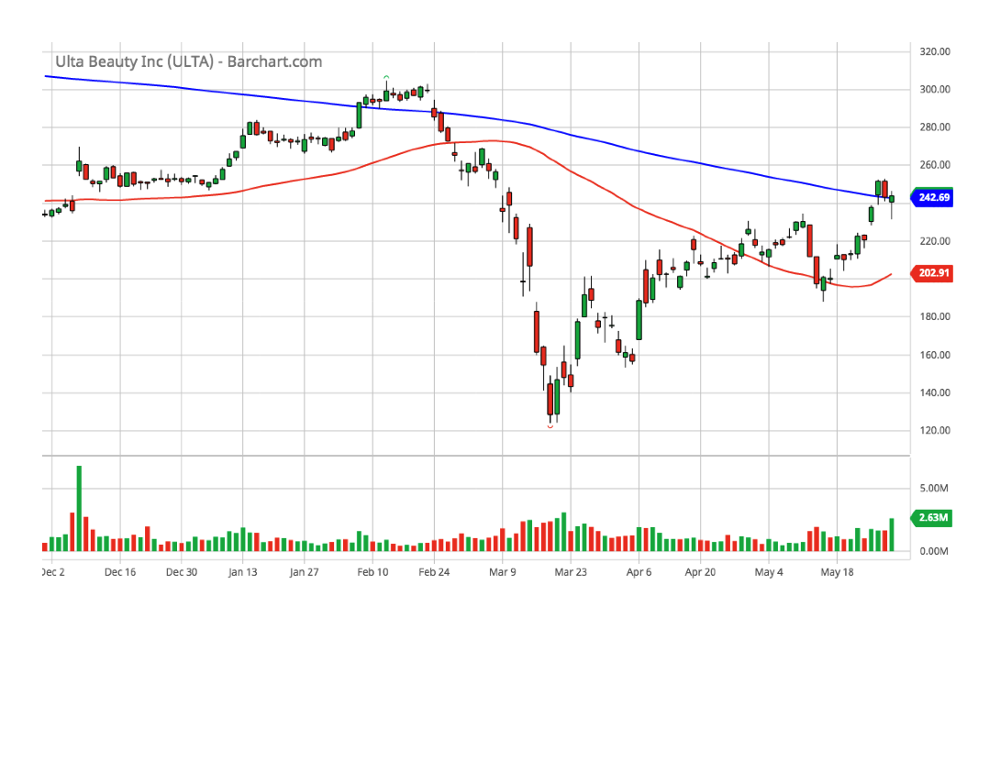 Ulta Beauty Inc (ULTA) - Barchart.com
320.00
300.00
280.00
260.00
242.69
220.00
202.91
180.00
160.00
140.00
120.00
5.00M
2.63M
0.00M
Dec 2 Dec 16 Dec 30 Jan 13 Jan 27 Feb 10 Feb 24 Mar 9 Mar 23 Apr 6 Apr 20 May 4 May 18